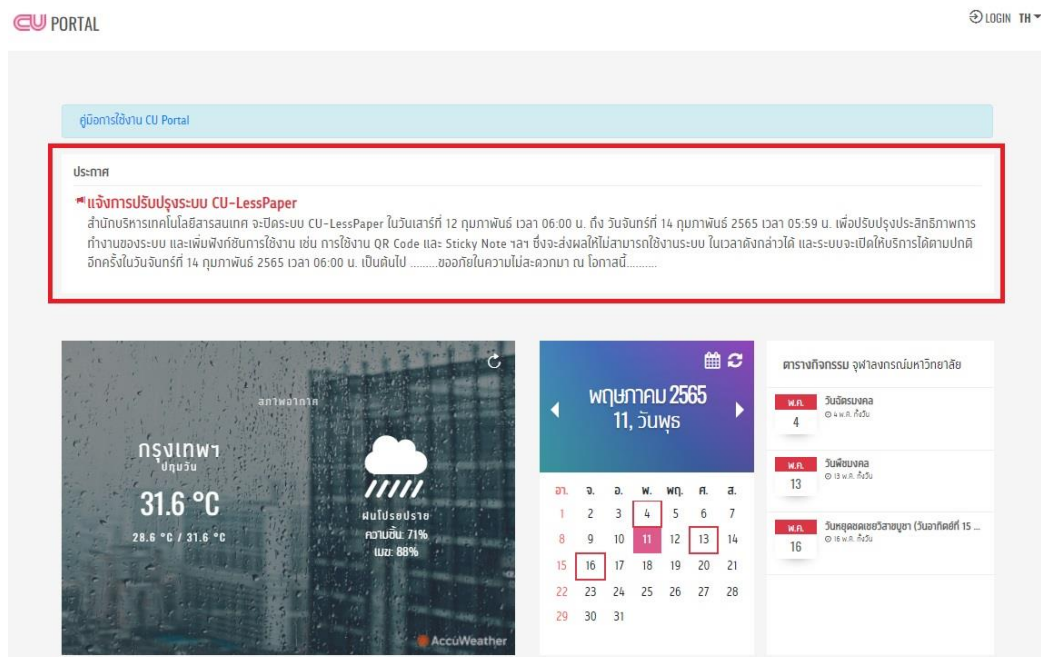 CU PORTAL
LOGIN TH
คู่มือการใช้งาน CU Portal
ประกาศ
แจ้งการปรับปรุงระบบ CU-LessPaper
สำนักบริหารเทคโนโลยีสารสนเทศ จะปิดระบบ CU-LessPaper ในวันเสาร์ที่ 12 กุมภาพันธ์ เวลา 06:00 น. ถึง วันจันทร์ที่ 14 กุมภาพันธ์ 2565 เวลา 05:59 น. เพื่อปรับปรุงประสิทธิภาพการ
ทำงานของระบบ และเพิ่มฟังก์ชันการใช้งาน เช่น การใช้งาน QR Code และ Sticky Note ฯลฯ ซึ่งจะส่งผลให้ไม่สามารถใช้งานระบบ ในเวลาดังกล่าวได้ และระบบจะเปิดให้บริการได้ตามปกติ
อีกครั้งในวันจันทร์ที่ 14 กุมภาพันธ์ 2565 เวลา 06:00 น. เป็นต้นไป .........ขออภัยในความไม่สะดวกมา ณ โอกาสนี้..........
สภาพอากาศ
กรุงเทพฯ
ปทุมวัน
31.6 °C
28.6 °C / 31.6 °C
ฝนโปรยปราย
ความชื้น: 71%
เมฆ: 88%
AccuWeather
พฤษภาคม 2565
11, วันพุธ
อา. จ. อ. พ. พฤ. ศ. ส.
1 2 3 4 5 6 7
8 9 10 11 12 13 14
15 16 17 18 19 20 21
22 23 24 25 26 27 28
29 30 31
ตารางกิจกรรม จุฬาลงกรณ์มหาวิทยาลัย
พ.ค.
4
วันฉัตรมงคล
4 พ.ค. ทั้งวัน
พ.ค.
13
วันพืชมงคล
13 พ.ค. ทั้งวัน
พ.ค.
16
วันหยุดชดเชยวิสาขบูชา (วันอาทิตย์ที่ 15 ...
16 พ.ค. ทั้งวัน